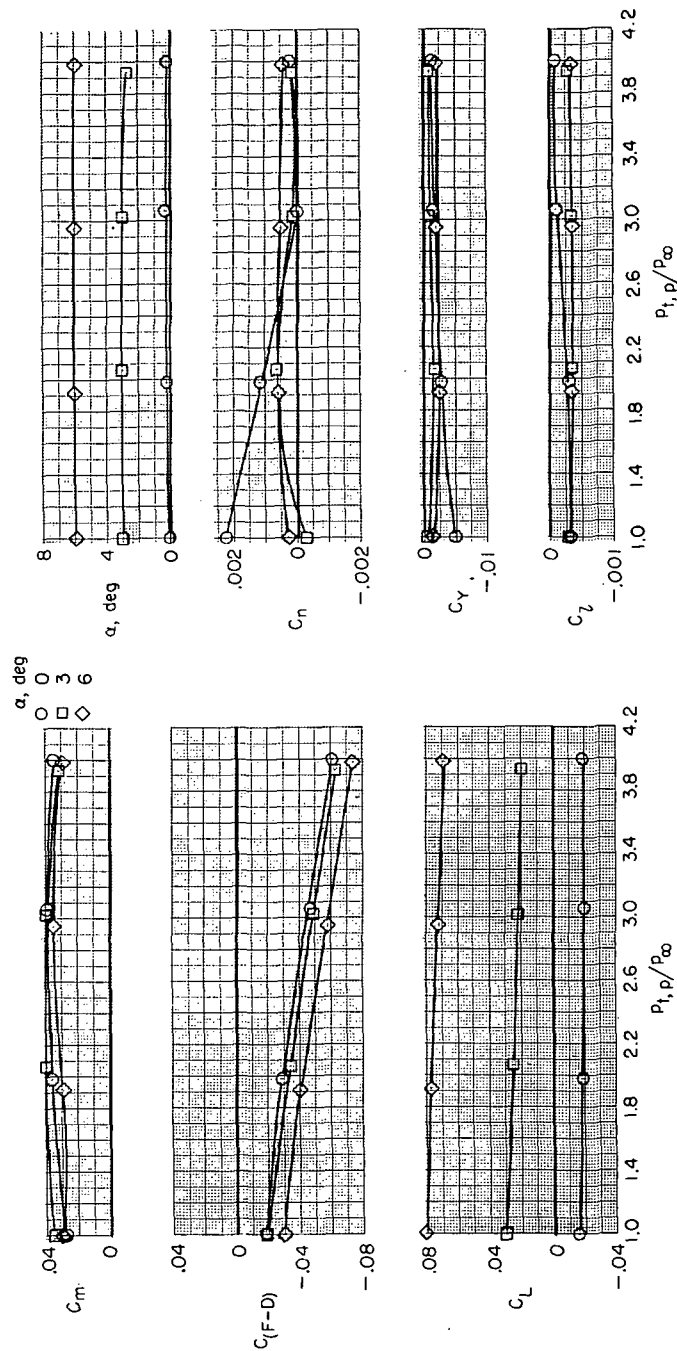 α, deg
○ 0
□ 3
◇ 6
.04
0
C_m
.04
0
-.04
-.08
C_(F-D)
.08
.04
0
-.04
C_L
1.0 1.4 1.8 2.2 2.6 3.0 3.4 3.8 4.2
p_t,p/p_∞
8
4
0
α, deg
.002
0
-.002
C_n
0
-.01
C_Y
0
-.001
C_l
1.0 1.4 1.8 2.2 2.6 3.0 3.4 3.8 4.2
p_t,p/p_∞